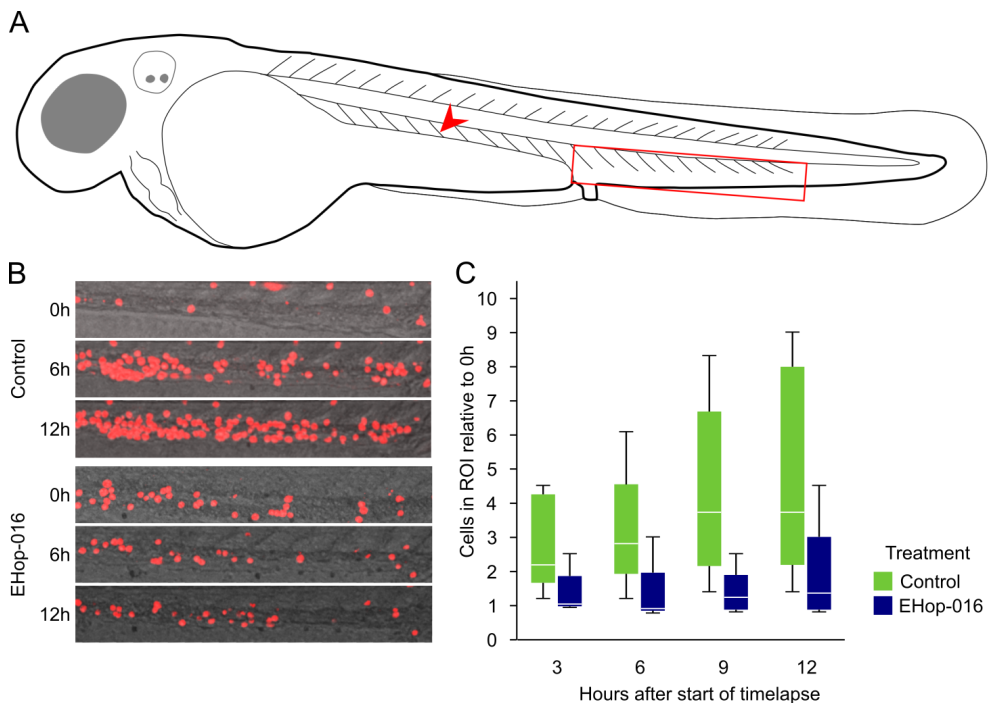 A
B
C
Control
0h
6h
12h
EHop-016
0h
6h
12h
Cells in ROI relative to 0h
10
9
8
7
6
5
4
3
2
1
0
3 6 9 12
Hours after start of timelapse
Treatment
Control
EHop-016